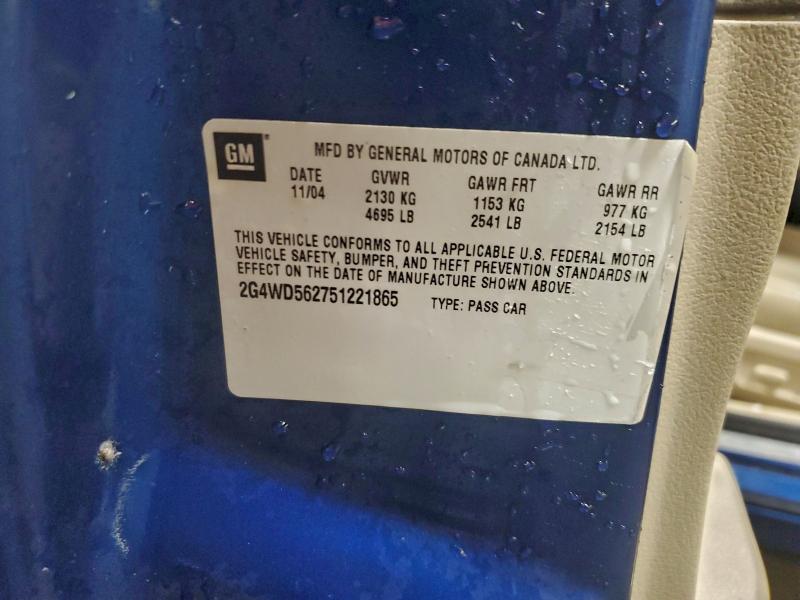 GM
MFD BY GENERAL MOTORS OF CANADA LTD.
DATE GVWR GAWR FRT GAWR RR
11/04 2130 KG 1153 KG 977 KG
4695 LB 2541 LB 2154 LB
THIS VEHICLE CONFORMS TO ALL APPLICABLE U.S. FEDERAL MOTOR
VEHICLE SAFETY, BUMPER, AND THEFT PREVENTION STANDARDS IN
EFFECT ON THE DATE OF MANUFACTURE SHOWN ABOVE.
2G4WD562751221865 TYPE: PASS CAR